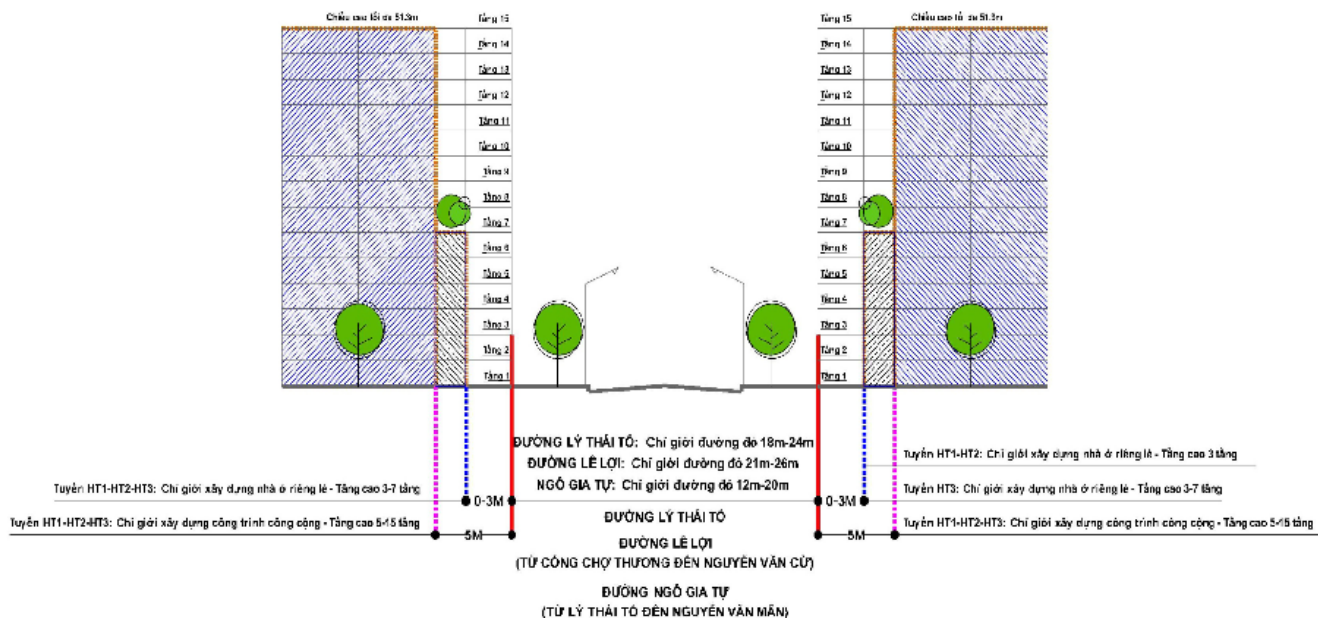 Chiều cao tối đa 51.3m
Tầng 15
Tầng 14
Tầng 13
Tầng 12
Tầng 11
Tầng 10
Tầng 9
Tầng 8
Tầng 7
Tầng 6
Tầng 5
Tầng 4
Tầng 3
Tầng 2
Tầng 1
Tầng 15
Chiều cao tối đa 51.3m
Tầng 14
Tầng 13
Tầng 12
Tầng 11
Tầng 10
Tầng 9
Tầng 8
Tầng 7
Tầng 6
Tầng 5
Tầng 4
Tầng 3
Tầng 2
Tầng 1
ĐƯỜNG LÝ THÁI TỔ: Chỉ giới đường đỏ 18m-24m
ĐƯỜNG LÊ LỢI: Chỉ giới đường đỏ 21m-26m
NGÔ GIA TỰ: Chỉ giới đường đỏ 12m-20m
Tuyến HT1-HT2: Chỉ giới xây dựng nhà ở riêng lẻ - Tầng cao 3 tầng
Tuyến HT1-HT2-HT3: Chỉ giới xây dựng nhà ở riêng lẻ - Tầng cao 3-7 tầng
0-3M
0-3M
Tuyến HT3: Chỉ giới xây dựng nhà ở riêng lẻ - Tầng cao 3-7 tầng
ĐƯỜNG LÝ THÁI TỔ
Tuyến HT1-HT2-HT3: Chỉ giới xây dựng công trình công cộng - Tầng cao 5-15 tầng
5M
5M
Tuyến HT1-HT2-HT3: Chỉ giới xây dựng công trình công cộng - Tầng cao 5-15 tầng
ĐƯỜNG LÊ LỢI
(TỪ CỔNG CHỢ THƯƠNG ĐẾN NGUYỄN VĂN CỪ)
ĐƯỜNG NGÔ GIA TỰ
(TỪ LÝ THÁI TỔ ĐẾN NGUYỄN VĂN MẪN)